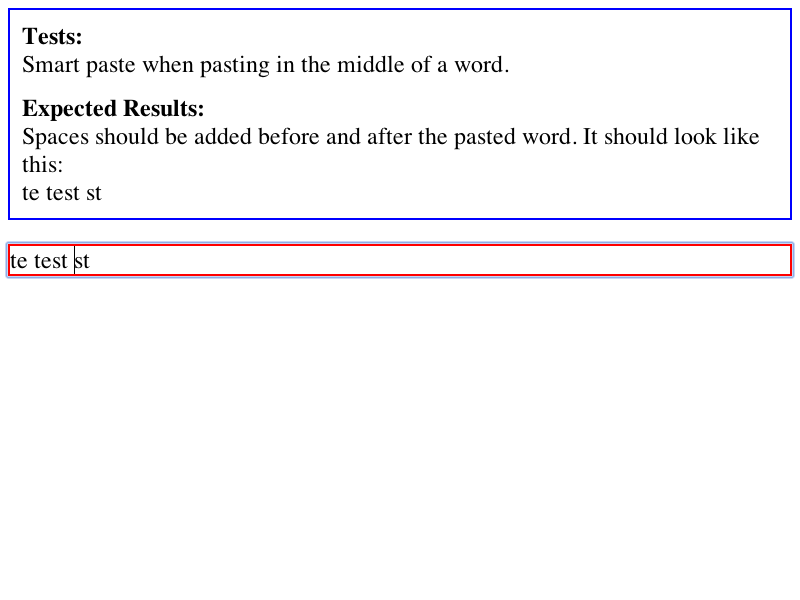 Tests:
Smart paste when pasting in the middle of a word.
Expected Results:
Spaces should be added before and after the pasted word. It should look like
this:
te test st
te test st